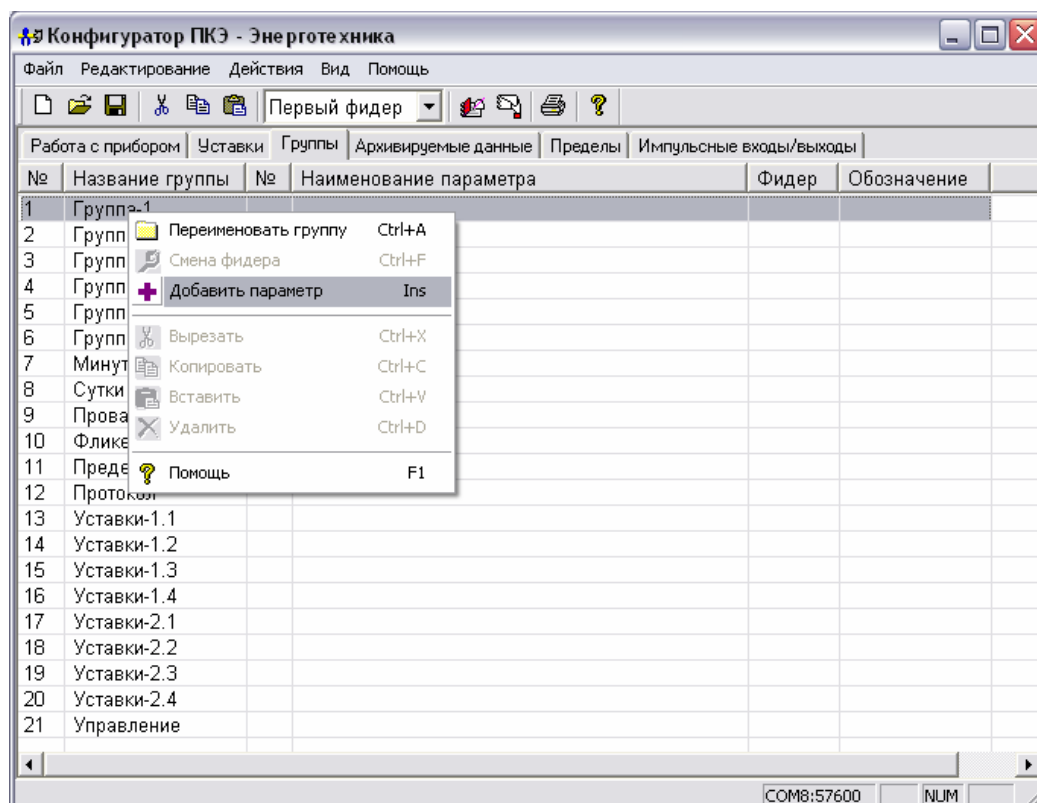 Конфигуратор ПКЭ - Энерготехника
Файл Редактирование Действия Вид Помощь
Первый фидер
Работа с прибором Уставки Группы Архивируемые данные Пределы Импульсные входы/выходы
№ Название группы № Наименование параметра Фидер Обозначение
1 Группа-1
2 Групп
3 Групп
4 Групп
5 Групп
6 Групп
7 Минут
8 Сутки
9 Прова
10 Флике
11 Преде
12 Протокол
13 Уставки-1.1
14 Уставки-1.2
15 Уставки-1.3
16 Уставки-1.4
17 Уставки-2.1
18 Уставки-2.2
19 Уставки-2.3
20 Уставки-2.4
21 Управление
Переименовать группу Ctrl+A
Смена фидера Ctrl+F
Добавить параметр Ins
Вырезать Ctrl+X
Копировать Ctrl+C
Вставить Ctrl+V
Удалить Ctrl+D
Помощь F1
COM8:57600 NUM